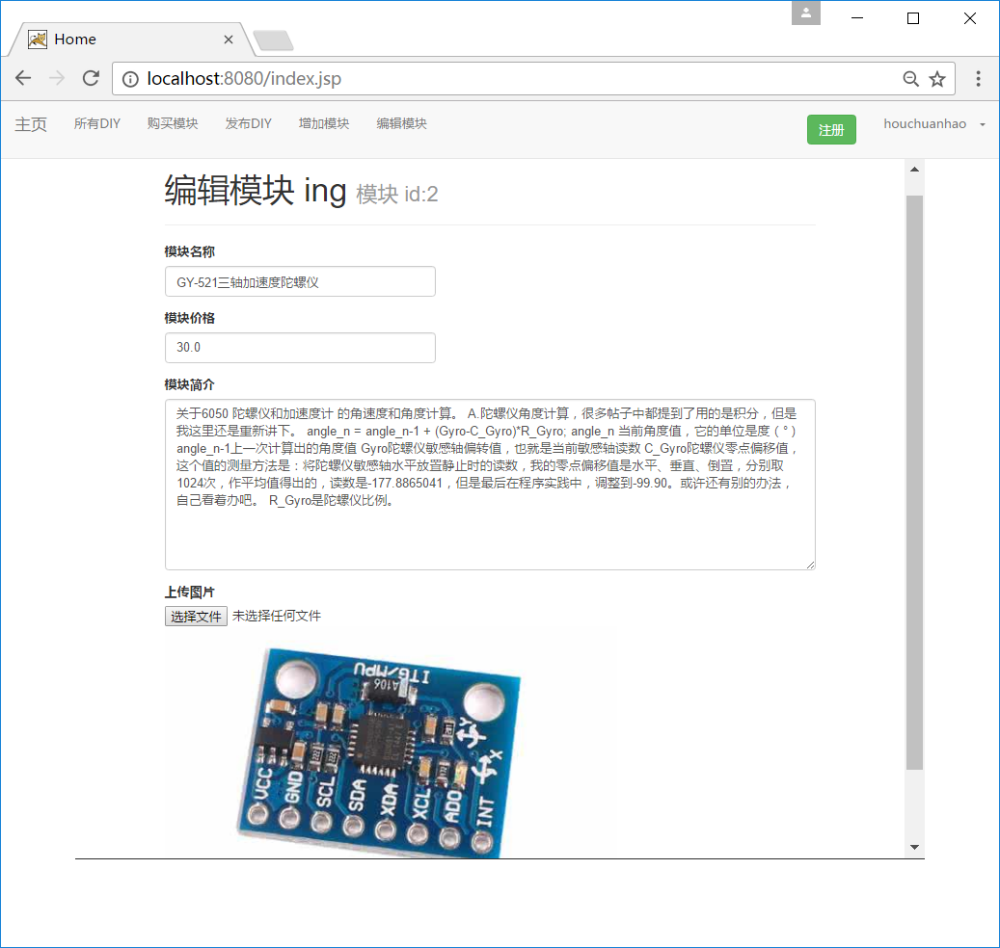 Home
localhost:8080/index.jsp
主页 所有DIY 购买模块 发布DIY 增加模块 编辑模块 注册 houchuanhao
编辑模块 ing 模块 id:2
模块名称
GY-521三轴加速度陀螺仪
模块价格
30.0
模块简介
关于6050 陀螺仪和加速度计 的角速度和角度计算。 A.陀螺仪角度计算，很多帖子中都提到了用的是积分，但是
我这里还是重新讲下。 angle_n = angle_n-1 + (Gyro-C_Gyro)*R_Gyro; angle_n 当前角度值，它的单位是度（° ）
angle_n-1上一次计算出的角度值 Gyro陀螺仪敏感轴偏转值，也就是当前敏感轴读数 C_Gyro陀螺仪零点偏移值，
这个值的测量方法是：将陀螺仪敏感轴水平放置静止时的读数，我的零点偏移值是水平、垂直、倒置，分别取
1024次，作平均值得出的，读数是-177.8865041，但是最后在程序实践中，调整到-99.90。或许还有别的办法，
自己看着办吧。 R_Gyro是陀螺仪比例。
上传图片
选择文件 未选择任何文件
ITG/MPU
A106
Y
X
VCC GND SCL SDA XDA XCL ADO INT